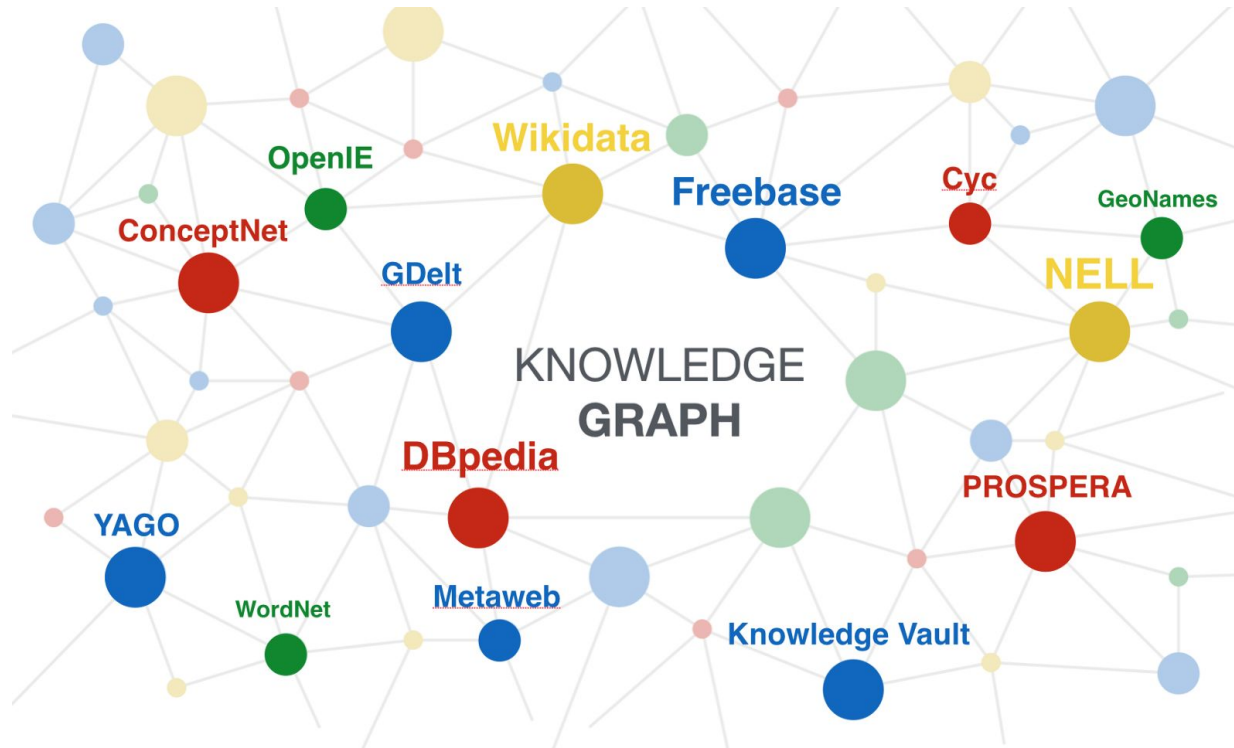 Wikidata
OpenIE
Freebase
Cyc
GeoNames
ConceptNet
GDelt
NELL
KNOWLEDGE
GRAPH
DBpedia
PROSPERA
YAGO
Metaweb
WordNet
Knowledge Vault